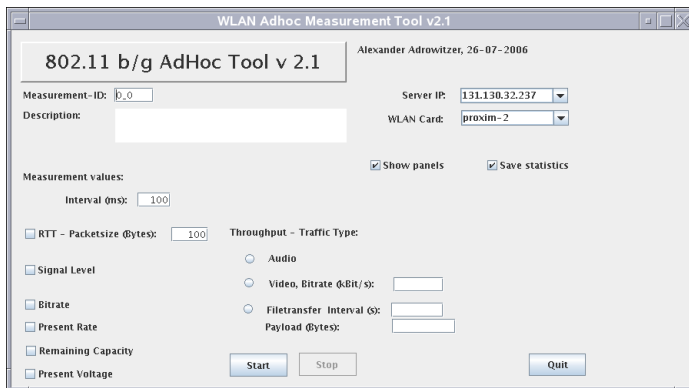 WLAN Adhoc Measurement Tool v2.1
802.11 b/g AdHoc Tool v 2.1
Alexander Adrowitzer, 26-07-2006
Measurement-ID: 0_0
Server IP: 131.130.32.237
Description:
WLAN Card: proxim-2
Show panels
Save statistics
Measurement values:
Interval (ms): 100
RTT - Packetsize (Bytes): 100
Throughput - Traffic Type:
Signal Level
Audio
Video, Bitrate (kBit/s):
Bitrate
Filetransfer Interval (s):
Present Rate
Payload (Bytes):
Remaining Capacity
Present Voltage
Start
Stop
Quit